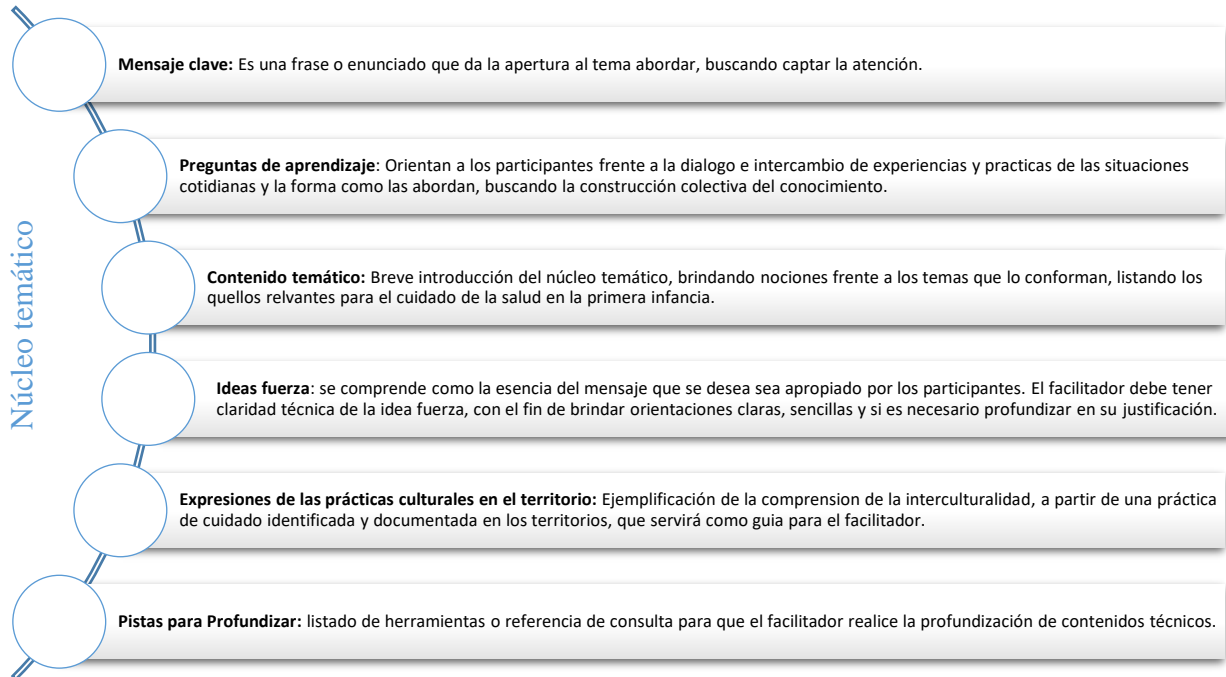 Núcleo temático
Mensaje clave: Es una frase o enunciado que da la apertura al tema abordar, buscando captar la atención.
Preguntas de aprendizaje: Orientan a los participantes frente a la dialogo e intercambio de experiencias y practicas de las situaciones
cotidianas y la forma como las abordan, buscando la construcción colectiva del conocimiento.
Contenido temático: Breve introducción del núcleo temático, brindando nociones frente a los temas que lo conforman, listando los
quellos relvantes para el cuidado de la salud en la primera infancia.
Ideas fuerza: se comprende como la esencia del mensaje que se desea sea apropiado por los participantes. El facilitador debe tener
claridad técnica de la idea fuerza, con el fin de brindar orientaciones claras, sencillas y si es necesario profundizar en su justificación.
Expresiones de las prácticas culturales en el territorio: Ejemplificación de la comprension de la interculturalidad, a partir de una práctica
de cuidado identificada y documentada en los territorios, que servirá como guia para el facilitador.
Pistas para Profundizar: listado de herramientas o referencia de consulta para que el facilitador realice la profundización de contenidos técnicos.